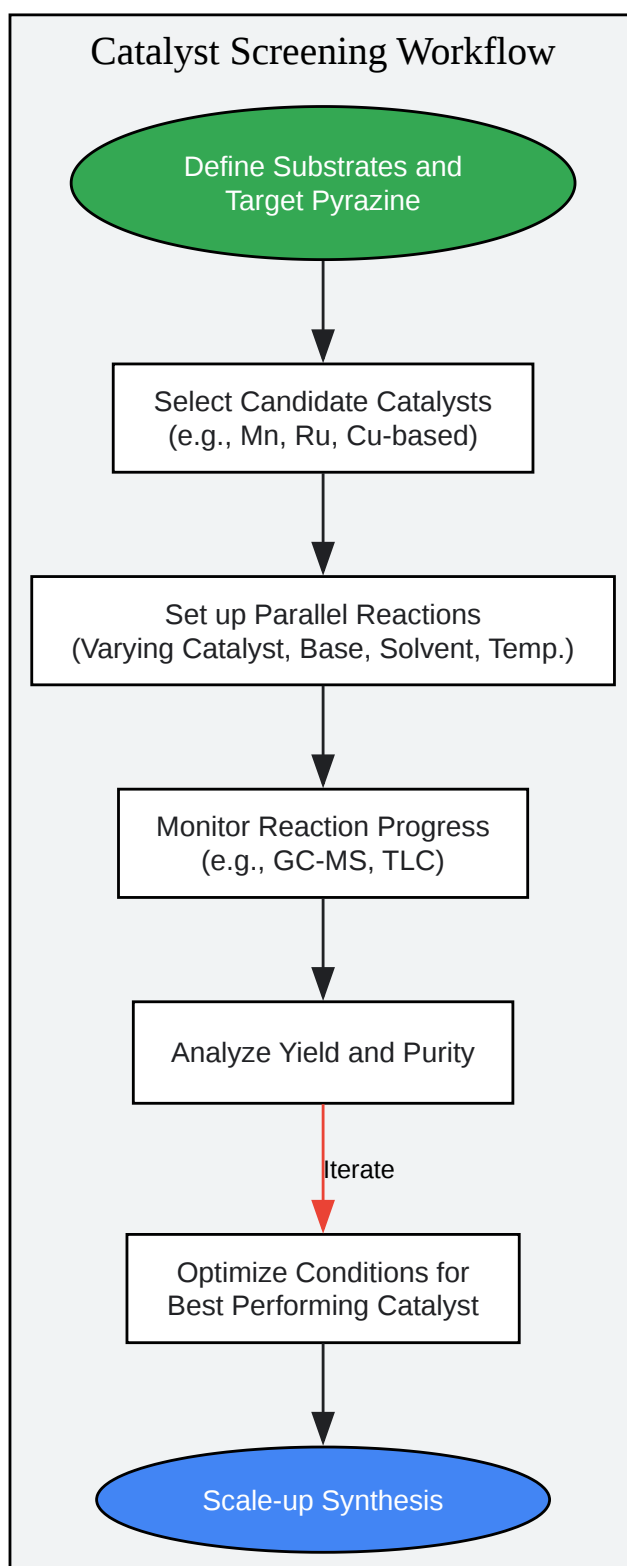 Catalyst Screening Workflow
Define Substrates and
Target Pyrazine
Select Candidate Catalysts
(e.g., Mn, Ru, Cu-based)
Set up Parallel Reactions
(Varying Catalyst, Base, Solvent, Temp.)
Monitor Reaction Progress
(e.g., GC-MS, TLC)
Analyze Yield and Purity
Iterate
Optimize Conditions for
Best Performing Catalyst
Scale-up Synthesis